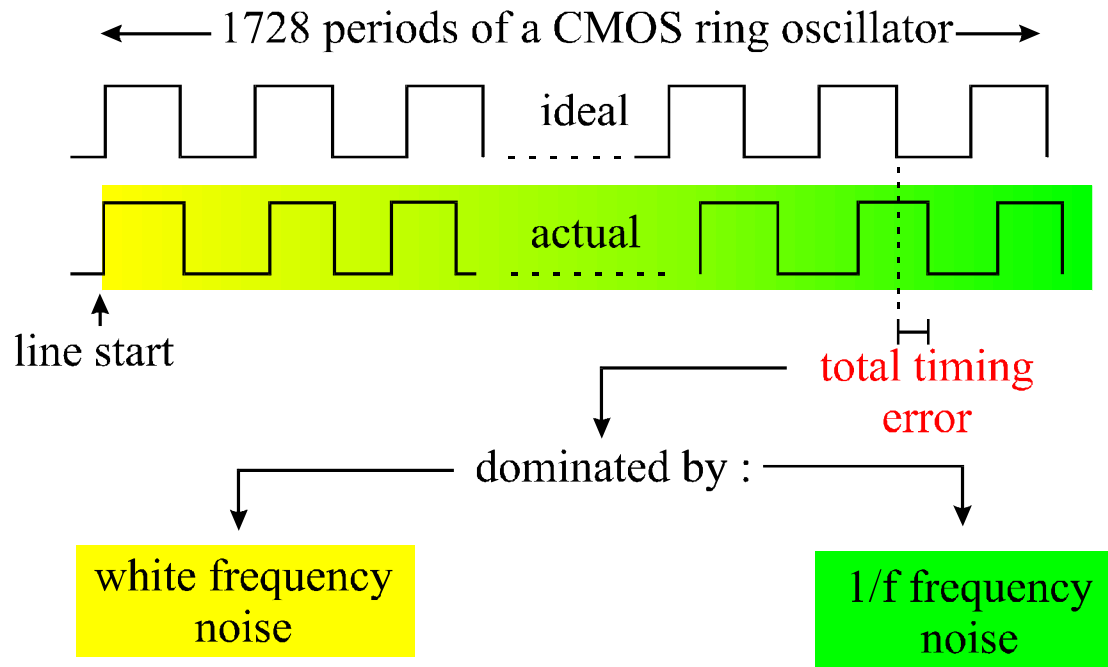 1728 periods of a CMOS ring oscillator
ideal
actual
line start
total timing
error
dominated by :
white frequency
noise
1/f frequency
noise